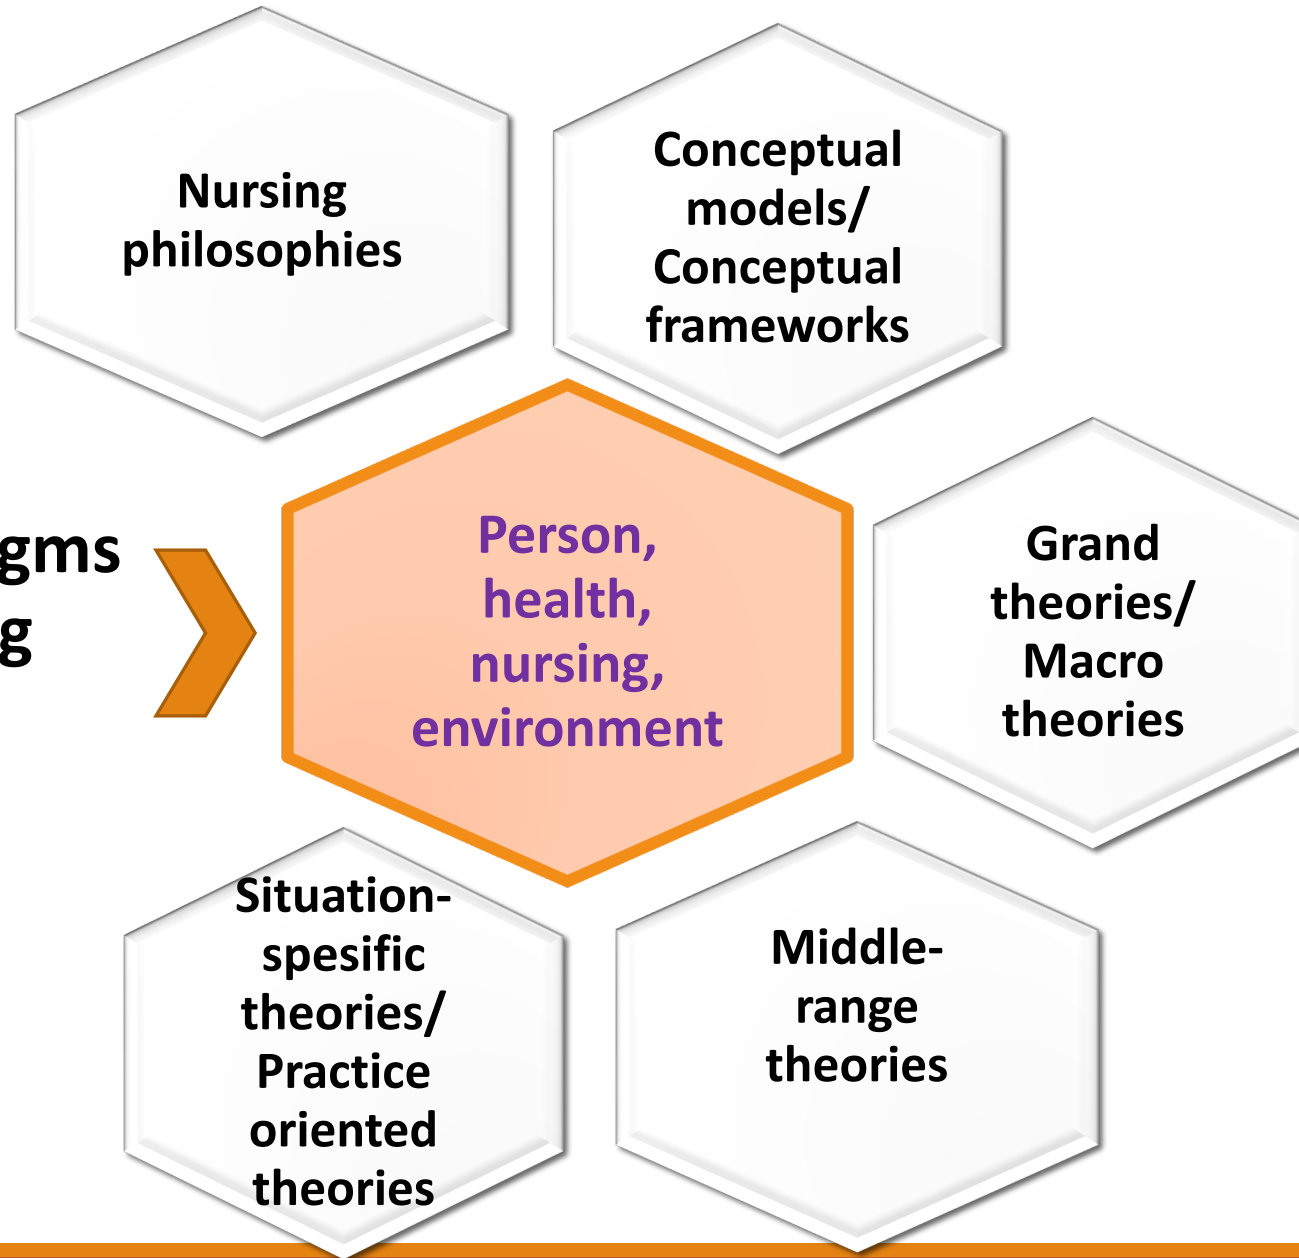 Nursing
philosophies
Conceptual
models/
Conceptual
frameworks
gms
g
Person,
health,
nursing,
environment
Grand
theories/
Macro
theories
Situation-
spesific
theories/
Practice
oriented
theories
Middle-
range
theories